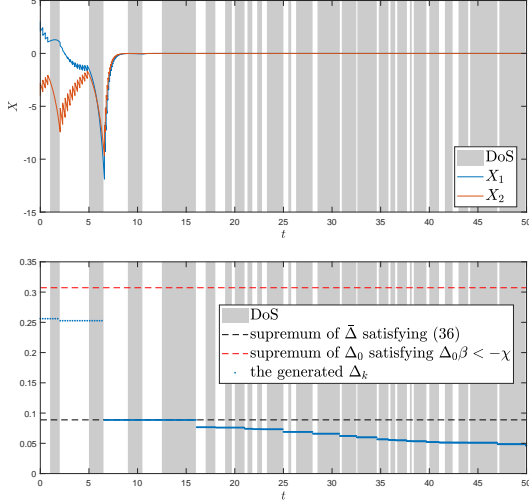 5
0
-5
-10
-15
X
0 5 10 15 20 25 30 35 40 45 50
t
DoS
X₁
X₂
0.35
0.3
0.25
0.2
0.15
0.1
0.05
0
0 5 10 15 20 25 30 35 40 45 50
t
DoS
supremum of Δ̄ satisfying (36)
supremum of Δ₀ satisfying Δ₀β < −χ
the generated Δₖ